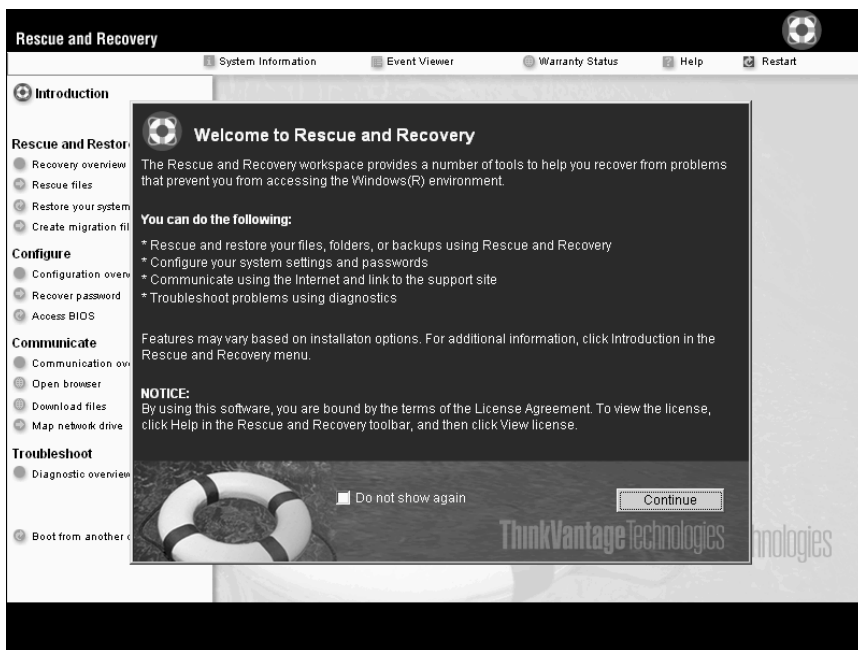 Rescue and Recovery
System Information Event Viewer Warranty Status Help Restart
Introduction
Rescue and Restor
Recovery overview
Rescue files
Restore your system
Create migration fil
Configure
Configuration overv
Recover password
Access BIOS
Communicate
Communication ov
Open browser
Download files
Map network drive
Troubleshoot
Diagnostic overview
Boot from another
Welcome to Rescue and Recovery
The Rescue and Recovery workspace provides a number of tools to help you recover from problems
that prevent you from accessing the Windows(R) environment.
You can do the following:
* Rescue and restore your files, folders, or backups using Rescue and Recovery
* Configure your system settings and passwords
* Communicate using the Internet and link to the support site
* Troubleshoot problems using diagnostics
Features may vary based on installaton options. For additional information, click Introduction in the
Rescue and Recovery menu.
NOTICE:
By using this software, you are bound by the terms of the License Agreement. To view the license,
click Help in the Rescue and Recovery toolbar, and then click View license.
Do not show again
Continue
ThinkVantage Technologies
hnologies